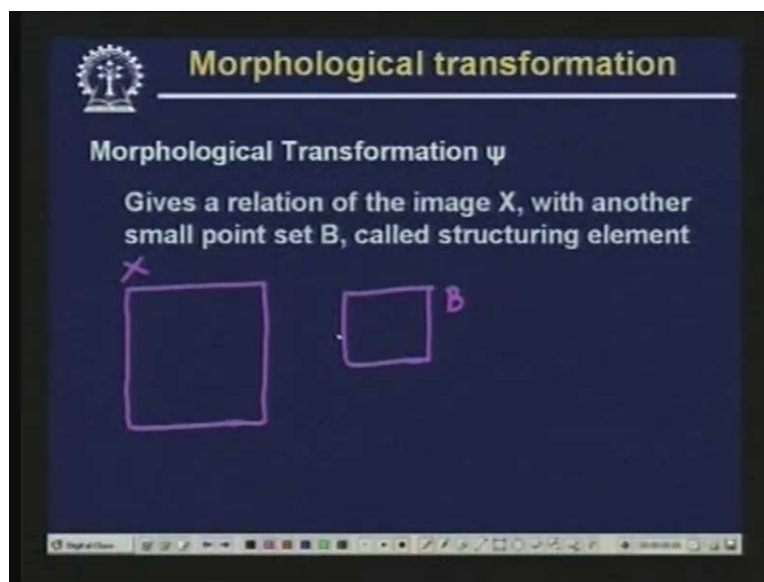 Morphological transformation
Morphological Transformation ψ
Gives a relation of the image X, with another
small point set B, called structuring element
X
B